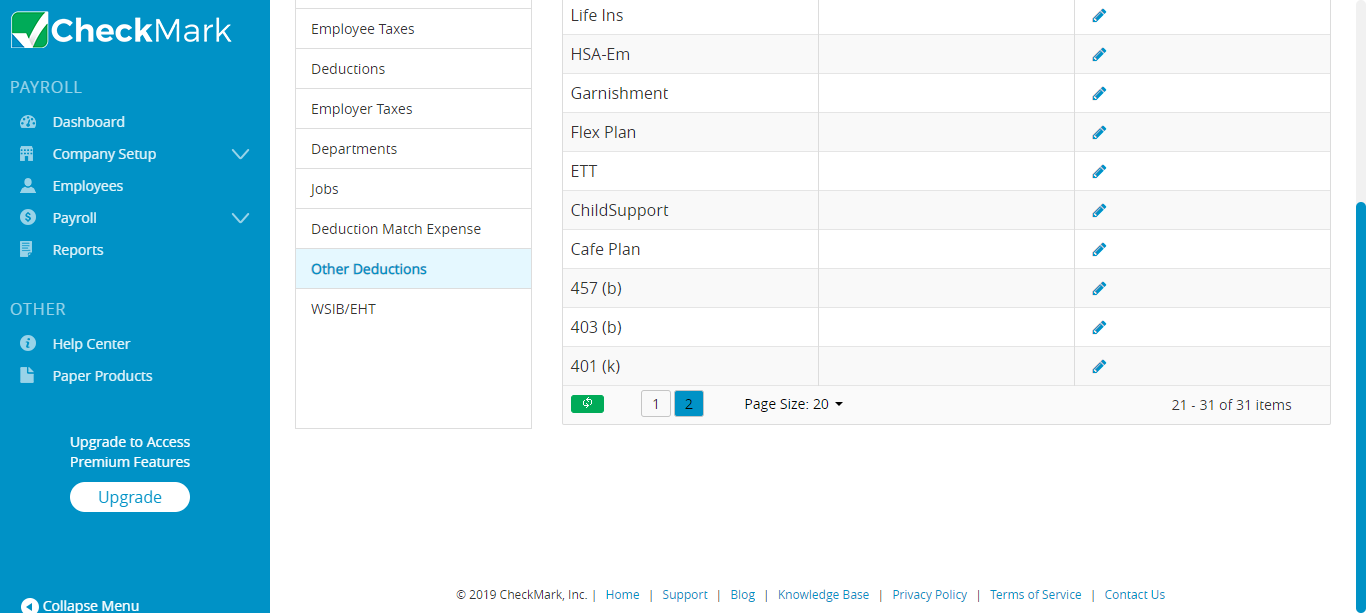 CheckMark
PAYROLL
Dashboard
Company Setup
Employees
Payroll
Reports
OTHER
Help Center
Paper Products
Upgrade to Access
Premium Features
Upgrade
Collapse Menu
Employee Taxes
Deductions
Employer Taxes
Departments
Jobs
Deduction Match Expense
Other Deductions
WSIB/EHT
Life Ins
HSA-Em
Garnishment
Flex Plan
ETT
ChildSupport
Cafe Plan
457 (b)
403 (b)
401 (k)
1 2 Page Size: 20 21 - 31 of 31 items
© 2019 CheckMark, Inc. | Home | Support | Blog | Knowledge Base | Privacy Policy | Terms of Service | Contact Us